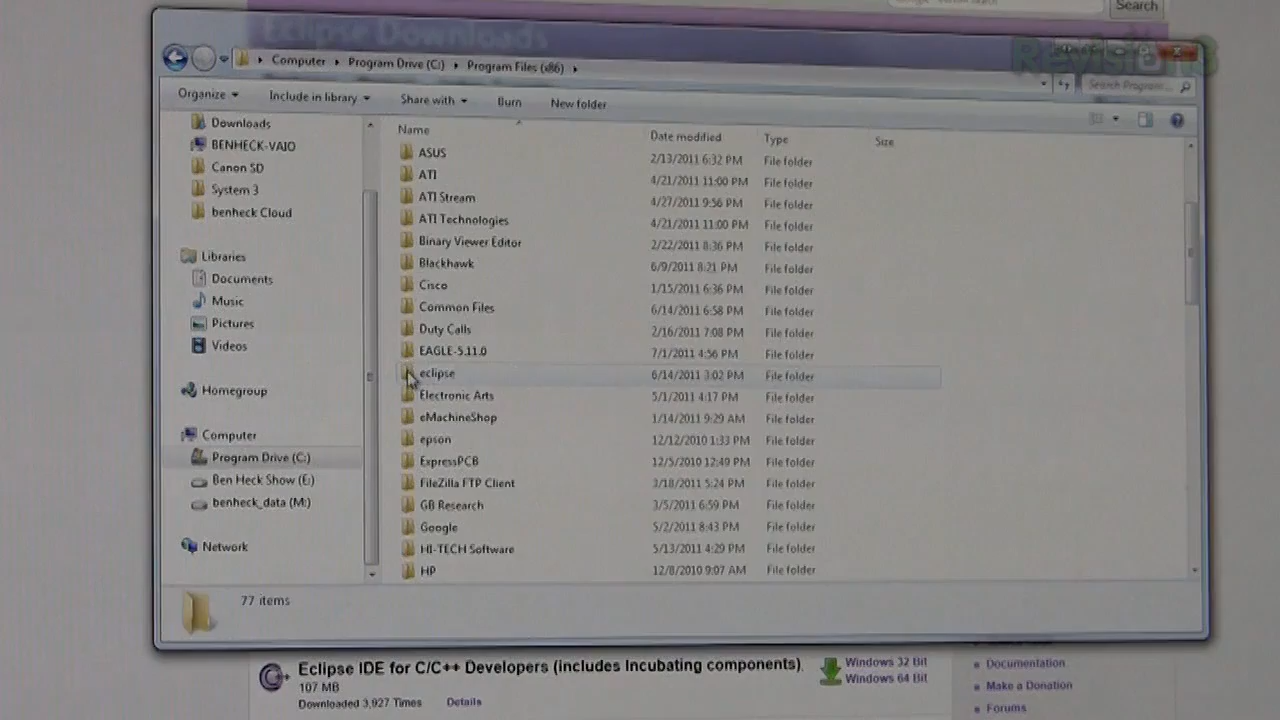 Search
Eclipse Downloads
Revision3
Computer Program Drive (C:) Program Files (x86)
Search Program...
Organize Include in library Share with Burn New folder
Name Date modified Type Size
Downloads
BENHECK-VAIO
Canon SD
System 3
benheck Cloud
Libraries
Documents
Music
Pictures
Videos
Homegroup
Computer
Program Drive (C:)
Ben Heck Show (E:)
benheck_data (M:)
Network
ASUS 2/13/2011 6:32 PM File folder
ATI 4/21/2011 11:00 PM File folder
ATI Stream 4/27/2011 9:56 PM File folder
ATI Technologies 4/21/2011 11:00 PM File folder
Binary Viewer Editor 2/22/2011 8:36 PM File folder
Blackhawk 6/9/2011 8:21 PM File folder
Cisco 1/15/2011 6:36 PM File folder
Common Files 6/14/2011 6:58 PM File folder
Duty Calls 2/16/2011 7:08 PM File folder
EAGLE-5.11.0 7/1/2011 4:56 PM File folder
eclipse 6/14/2011 3:02 PM File folder
Electronic Arts 5/1/2011 4:17 PM File folder
eMachineShop 1/14/2011 9:29 AM File folder
epson 12/12/2010 1:33 PM File folder
ExpressPCB 12/5/2010 12:49 PM File folder
FileZilla FTP Client 3/18/2011 5:24 PM File folder
GB Research 3/5/2011 6:59 PM File folder
Google 5/2/2011 8:43 PM File folder
HI-TECH Software 5/13/2011 4:29 PM File folder
HP 12/8/2010 9:07 AM File folder
77 items
Eclipse IDE for C/C++ Developers (includes Incubating components)
107 MB
Downloaded 3,927 Times Details
Windows 32 Bit
Windows 64 Bit
Documentation
Make a Donation
Forums